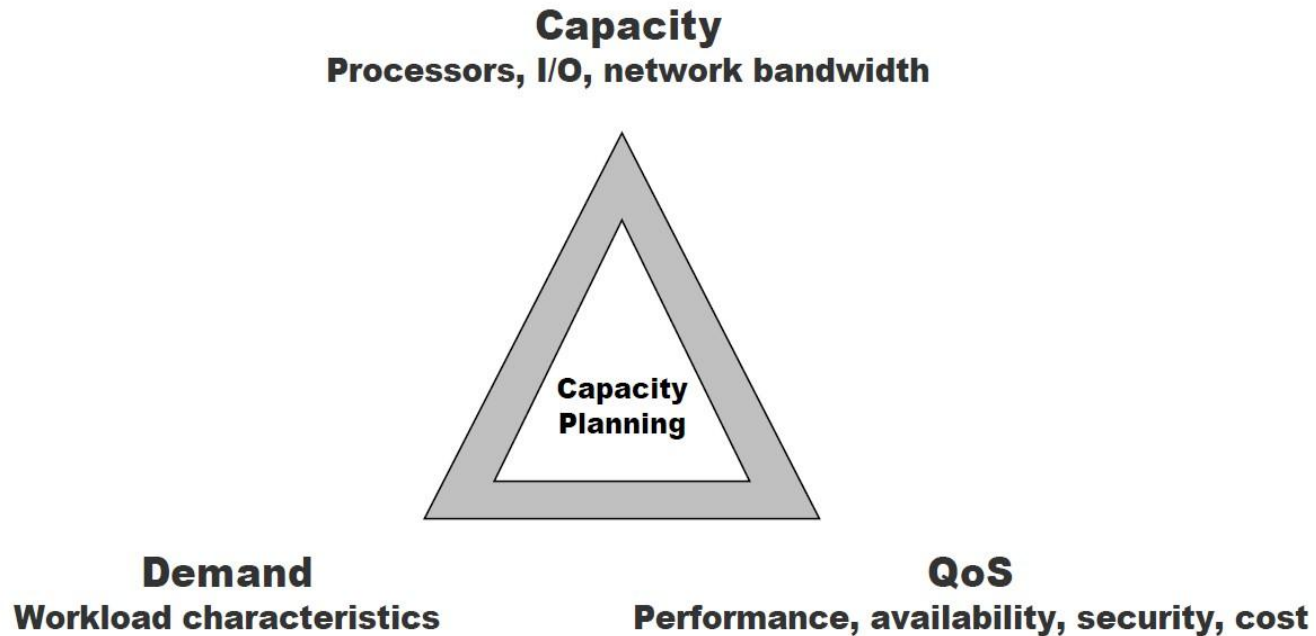 Capacity
Processors, I/O, network bandwidth
Capacity
Planning
Demand
Workload characteristics
QoS
Performance, availability, security, cost